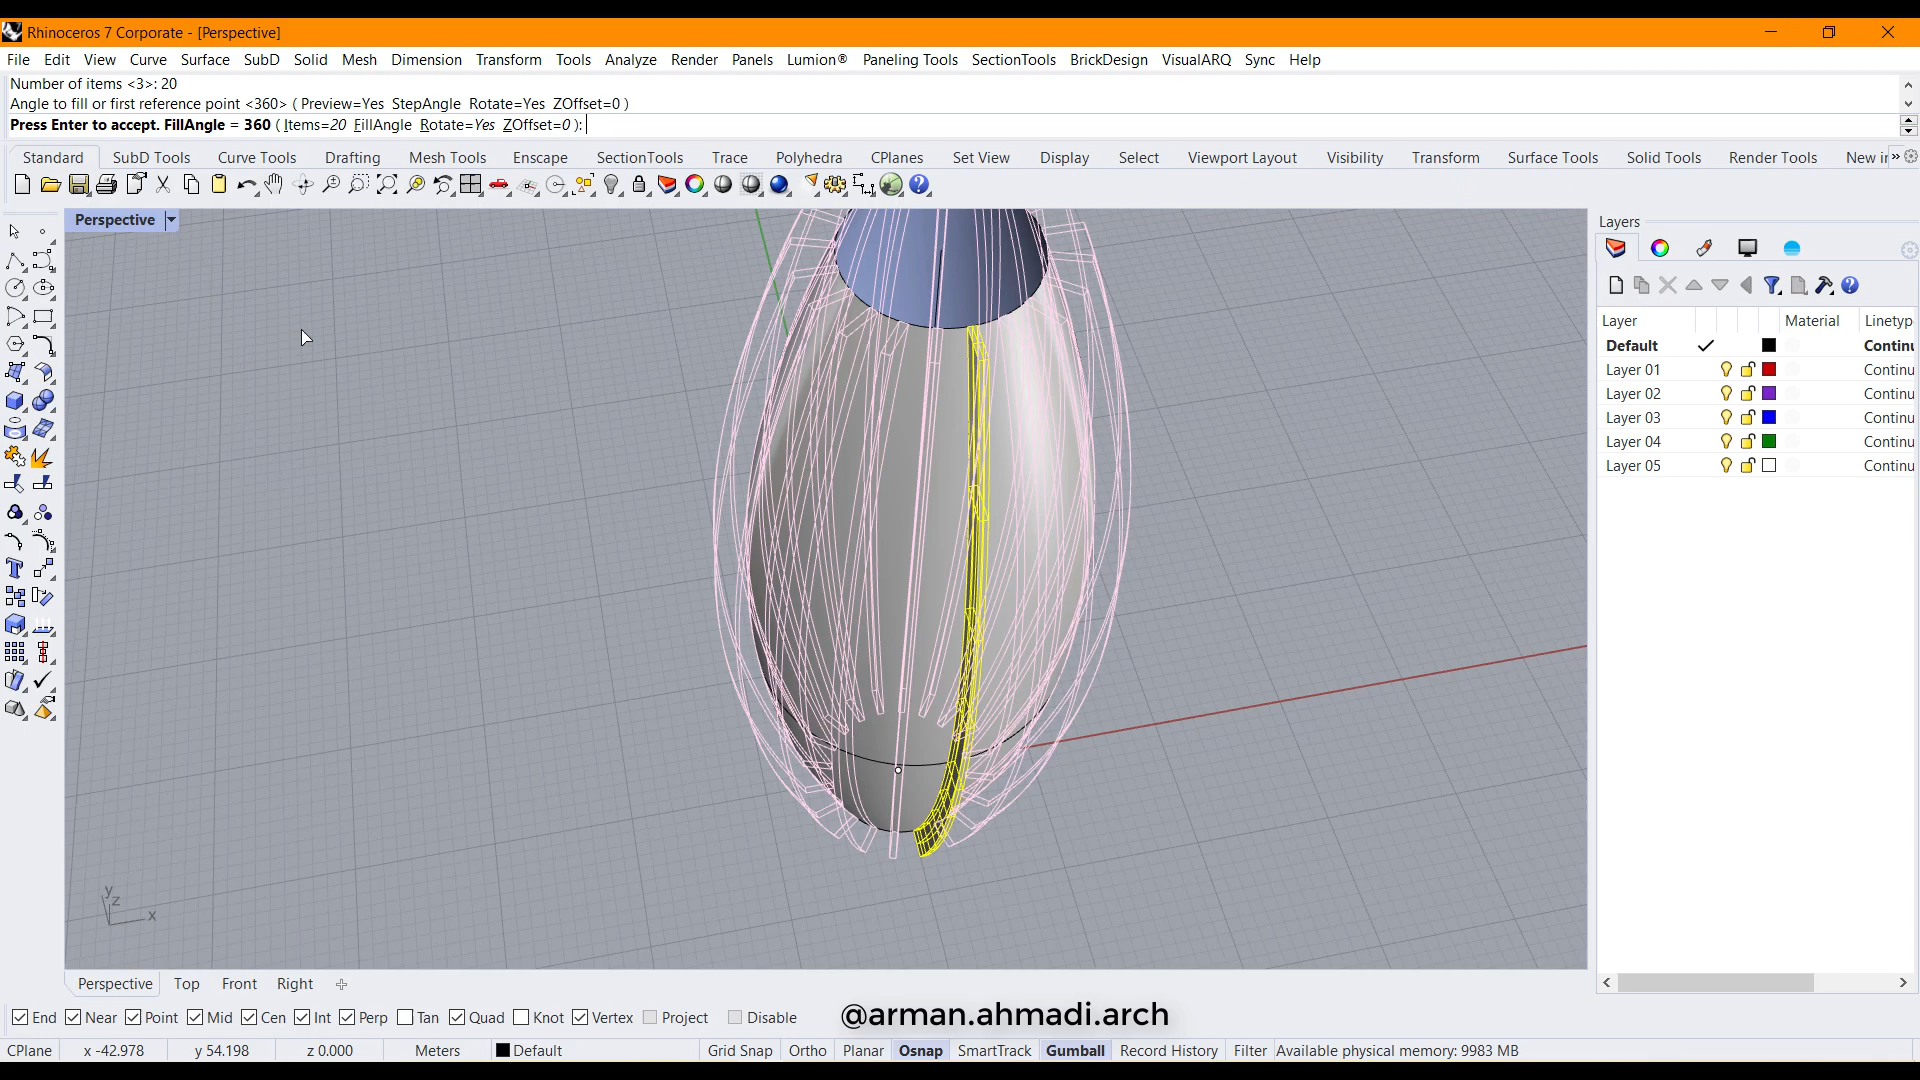 Rhinoceros 7 Corporate - [Perspective]
File Edit View Curve Surface SubD Solid Mesh Dimension Transform Tools Analyze Render Panels Lumion® Paneling Tools SectionTools BrickDesign VisualARQ Sync Help
Number of items <3>: 20
Angle to fill or first reference point <360> ( Preview=Yes StepAngle Rotate=Yes ZOffset=0 )
Press Enter to accept. FillAngle = 360 ( Items=20 FillAngle Rotate=Yes ZOffset=0 ):
Standard SubD Tools Curve Tools Drafting Mesh Tools Enscape SectionTools Trace Polyhedra CPlanes Set View Display Select Viewport Layout Visibility Transform Surface Tools Solid Tools Render Tools New ir »
Perspective
Layers
Layer Material Linetyp
Default Continu
Layer 01 Continu
Layer 02 Continu
Layer 03 Continu
Layer 04 Continu
Layer 05 Continu
y
z
x
Perspective Top Front Right
End Near Point Mid Cen Int Perp Tan Quad Knot Vertex Project Disable
@arman.ahmadi.arch
CPlane x -42.978 y 54.198 z 0.000 Meters Default Grid Snap Ortho Planar Osnap SmartTrack Gumball Record History Filter Available physical memory: 9983 MB